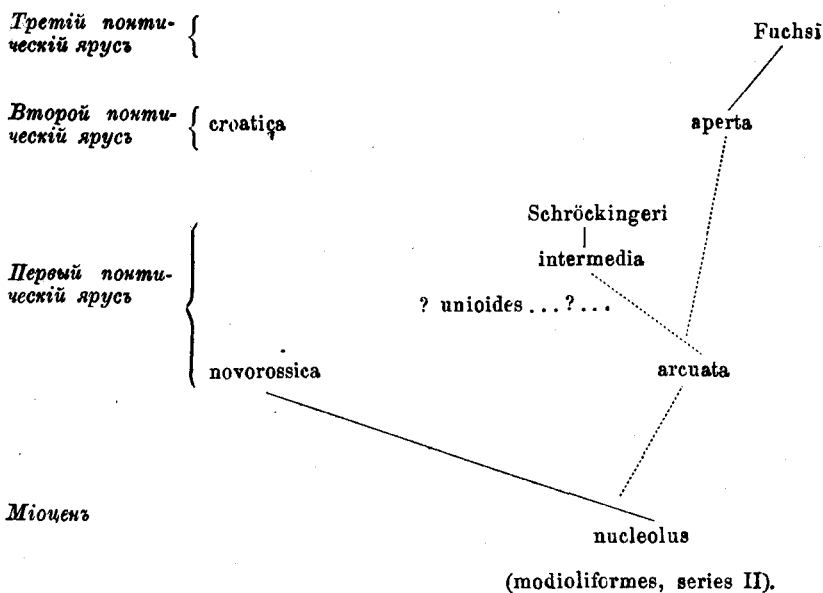 Третій понти-
ческій ярусъ
Fuchsi
Второй понти-
ческій ярусъ
croatica
aperta
Schröckingeri
intermedia
Первый понти-
ческій ярусъ
? unioides ... ? ...
novorossica
arcuata
Міоценъ
nucleolus
(modioliformes, series II).